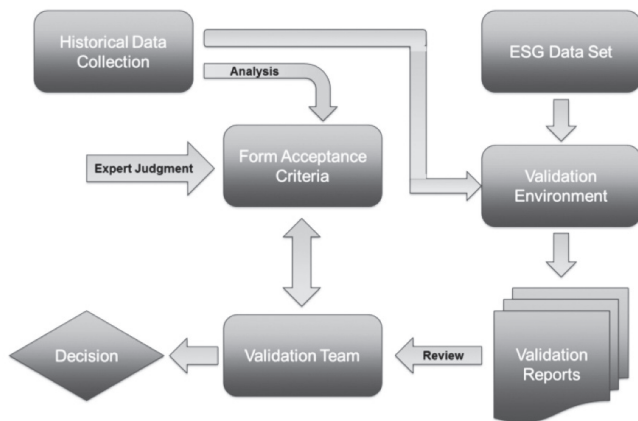 Historical Data
Collection
ESG Data Set
Analysis
Expert Judgment
Form Acceptance
Criteria
Validation
Environment
Decision
Validation Team
Review
Validation
Reports